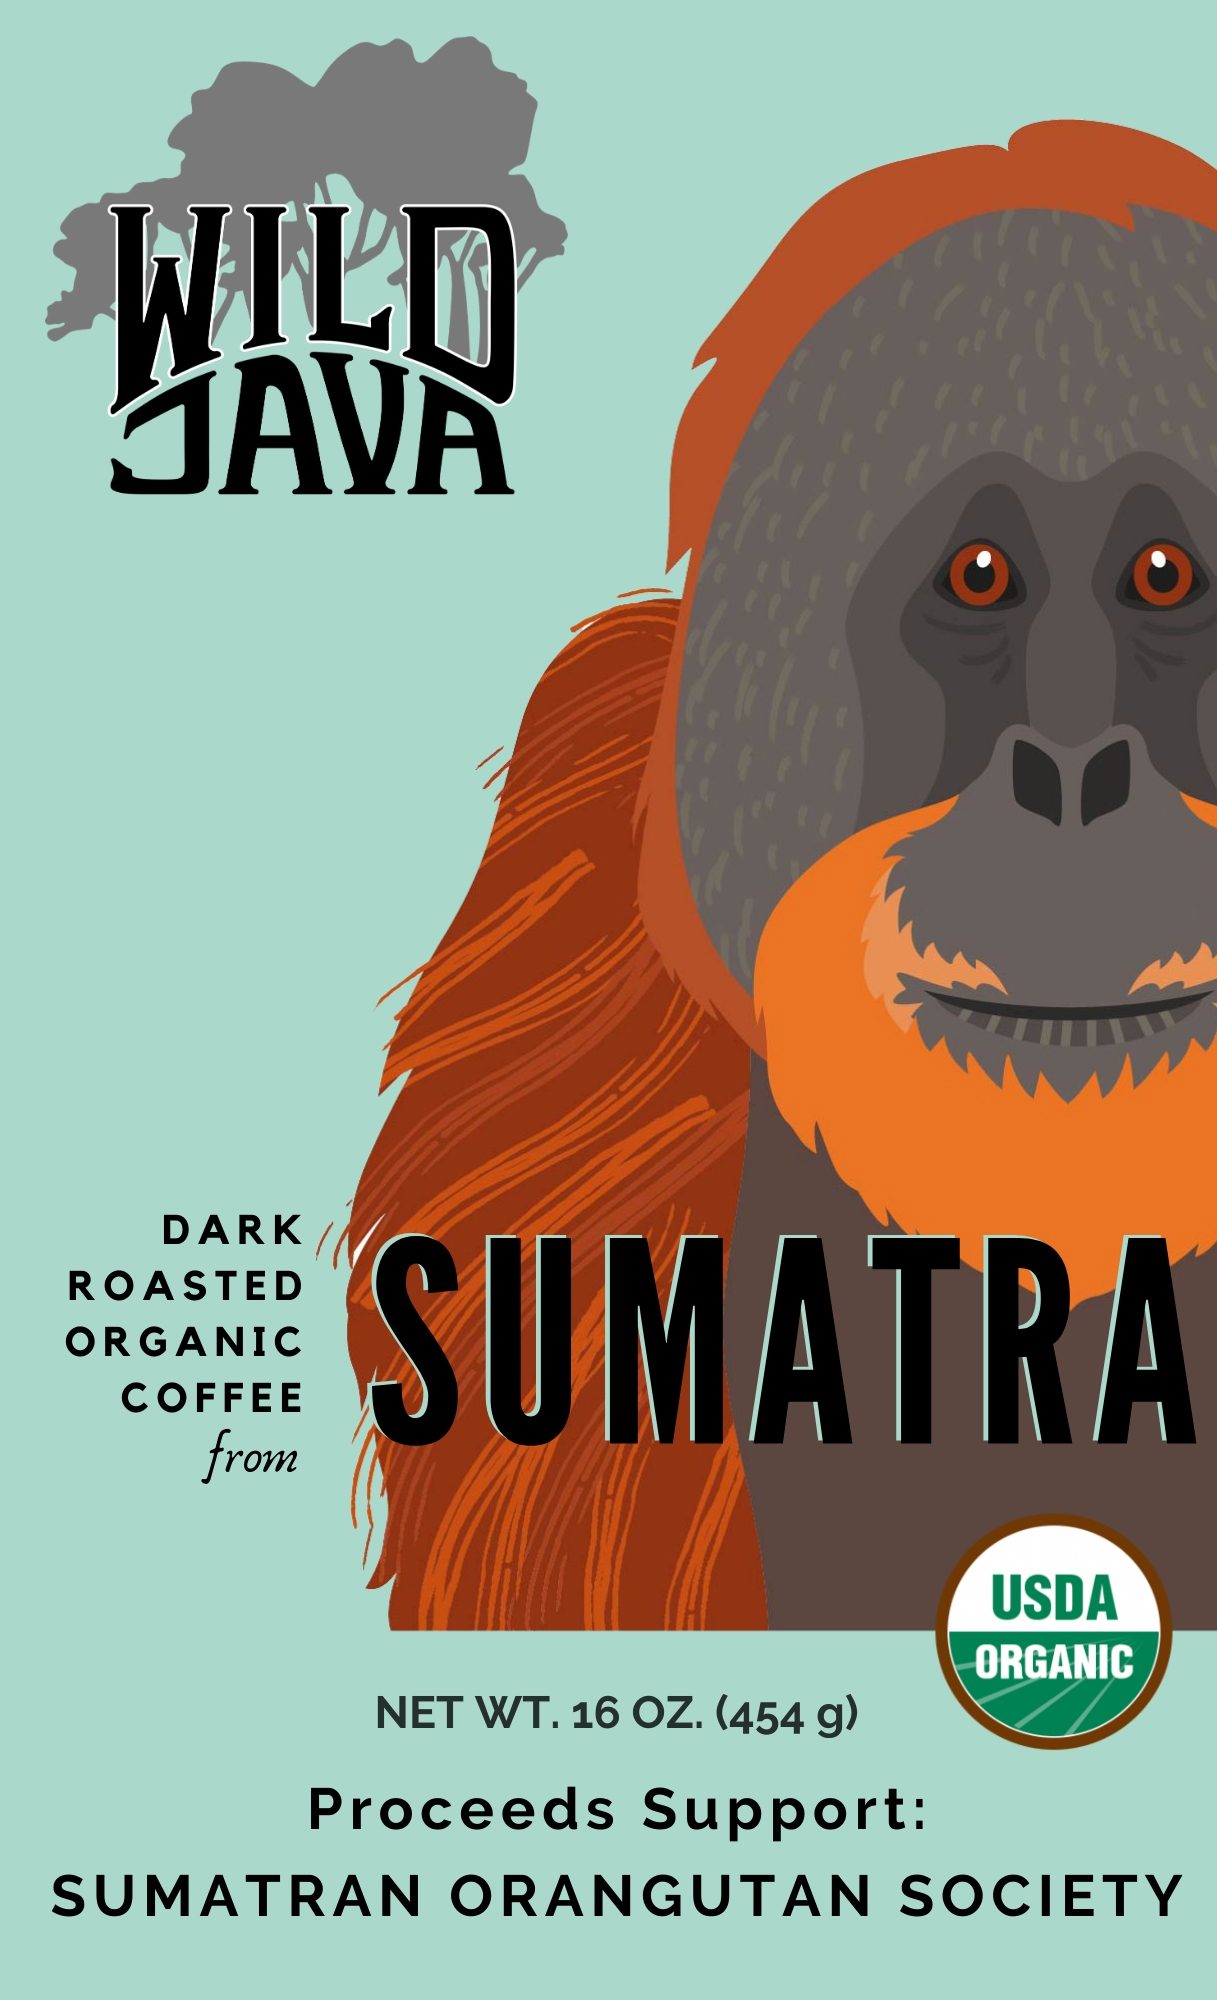 WILD
JAVA
DARK
ROASTED
ORGANIC
COFFEE
from
SUMATRA
USDA
ORGANIC
NET WT. 16 OZ. (454 g)
Proceeds Support:
SUMATRAN ORANGUTAN SOCIETY